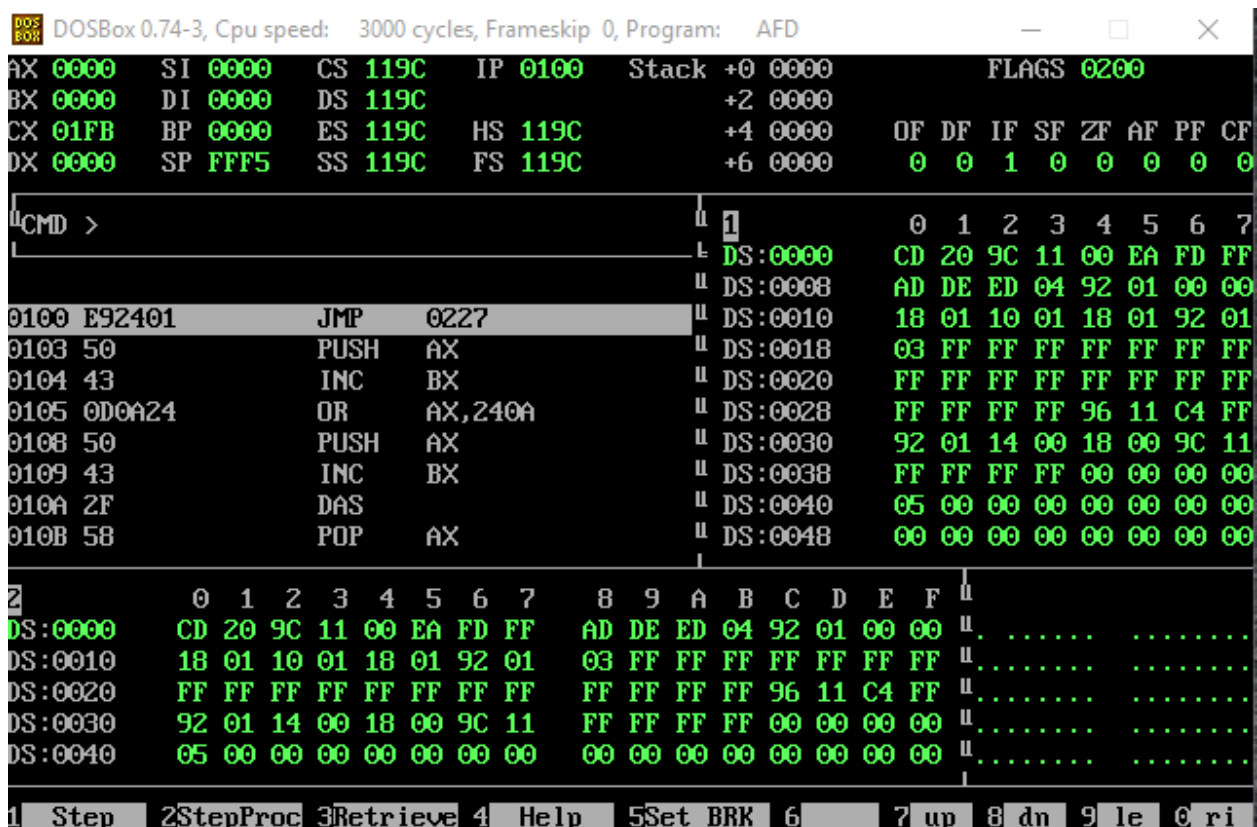 DOSBox 0.74-3, Cpu speed: 3000 cycles, Frameskip 0, Program: AFD
AX 0000 SI 0000 CS 119C IP 0100 Stack +0 0000 FLAGS 0200
BX 0000 DI 0000 DS 119C +2 0000
CX 01FB BP 0000 ES 119C HS 119C +4 0000 OF DF IF SF ZF AF PF CF
DX 0000 SP FFF5 SS 119C FS 119C +6 0000 0 0 1 0 0 0 0 0
CMD > 1 0 1 2 3 4 5 6 7
DS:0000 CD 20 9C 11 00 EA FD FF
DS:0008 AD DE ED 04 92 01 00 00
0100 E92401 JMP 0227 DS:0010 18 01 10 01 18 01 92 01
0103 50 PUSH AX DS:0018 03 FF FF FF FF FF FF FF
0104 43 INC BX DS:0020 FF FF FF FF FF FF FF FF
0105 0D0A24 OR AX,240A DS:0028 FF FF FF FF 96 11 C4 FF
0108 50 PUSH AX DS:0030 92 01 14 00 18 00 9C 11
0109 43 INC BX DS:0038 FF FF FF FF 00 00 00 00
010A 2F DAS DS:0040 05 00 00 00 00 00 00 00
010B 58 POP AX DS:0048 00 00 00 00 00 00 00 00
2 0 1 2 3 4 5 6 7 8 9 A B C D E F
DS:0000 CD 20 9C 11 00 EA FD FF AD DE ED 04 92 01 00 00 . ...... ........
DS:0010 18 01 10 01 18 01 92 01 03 FF FF FF FF FF FF FF ........ ........
DS:0020 FF FF FF FF FF FF FF FF FF FF FF FF 96 11 C4 FF ........ ........
DS:0030 92 01 14 00 18 00 9C 11 FF FF FF FF 00 00 00 00 ........ ........
DS:0040 05 00 00 00 00 00 00 00 00 00 00 00 00 00 00 00 ........ ........
1 Step 2StepProc 3Retrieve 4 Help 5Set BRK 6 7 up 8 dn 9 le 0 ri